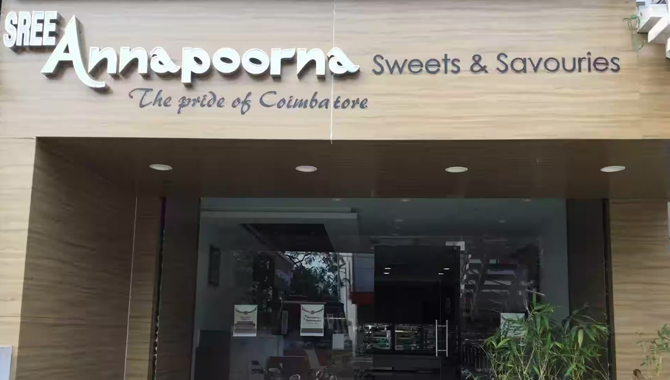 SREE Annapoorna Sweets & Savouries
The pride of Coimbatore